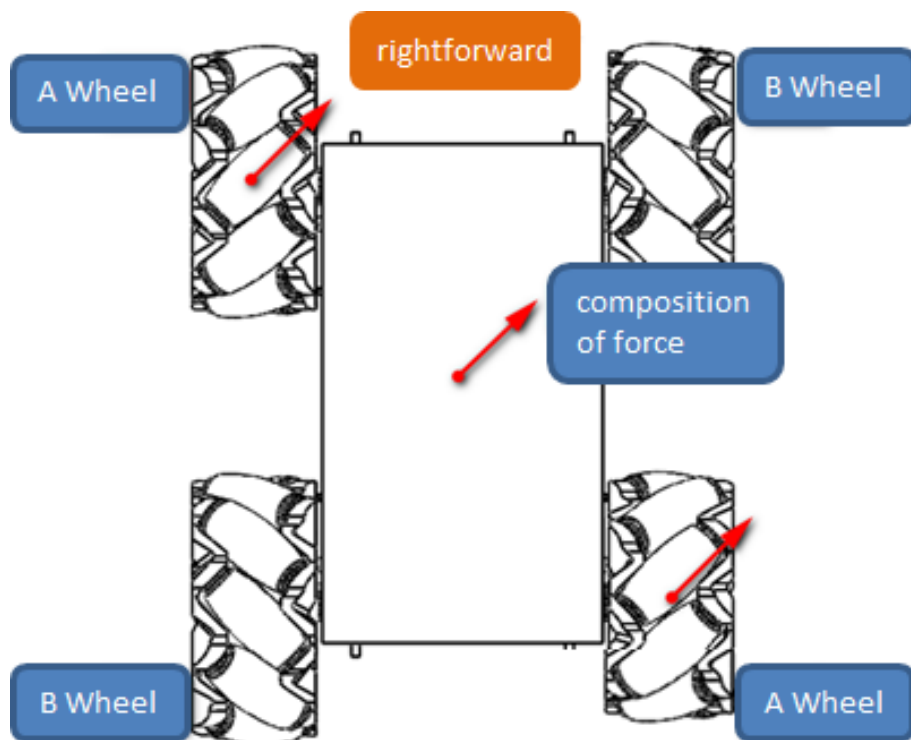 rightforward
A Wheel
B Wheel
composition
of force
B Wheel
A Wheel